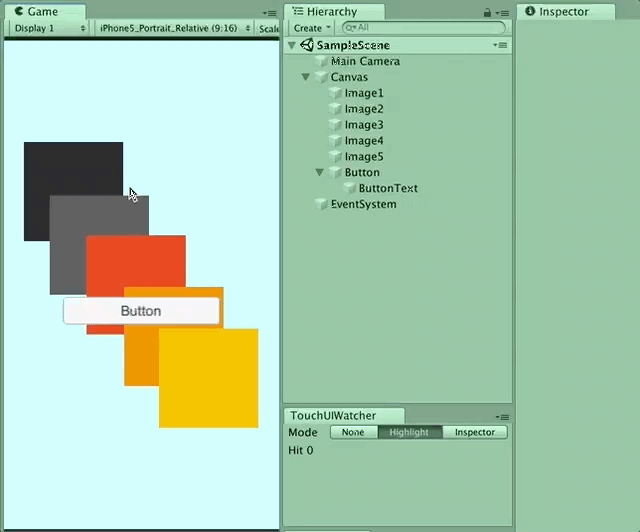 Game
Display 1
iPhone5_Portrait_Relative (9:16)
Scale
Button
Hierarchy
Create
All
SampleScene
Main Camera
Canvas
Image1
Image2
Image3
Image4
Image5
Button
ButtonText
EventSystem
TouchUIWatcher
Mode
None
Highlight
Inspector
Hit 0
Inspector